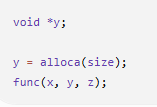 void *y;
y = alloca(size);
func(x, y, z);